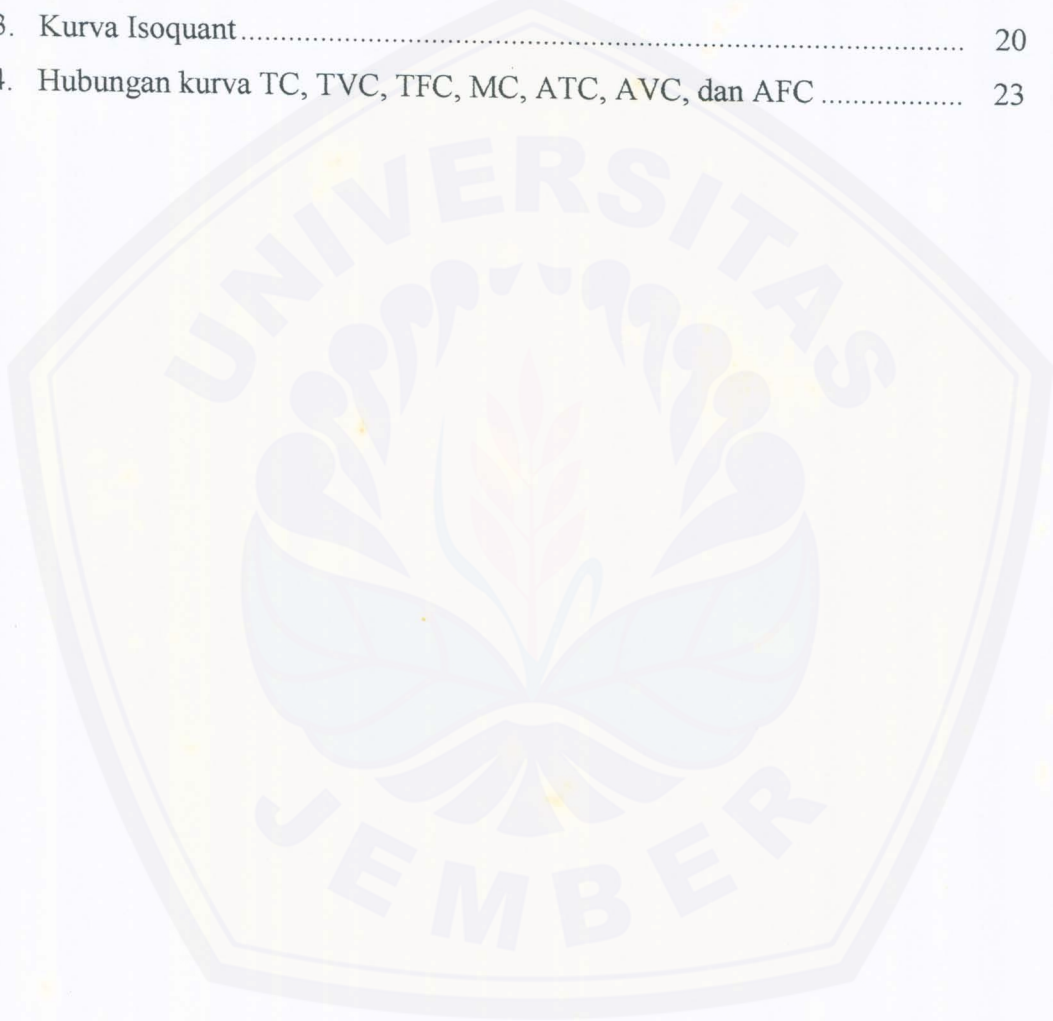 3. Kurva Isoquant ........................................................................................... 20
4. Hubungan kurva TC, TVC, TFC, MC, ATC, AVC, dan AFC .................. 23
UNIVERSITAS
JEMBER